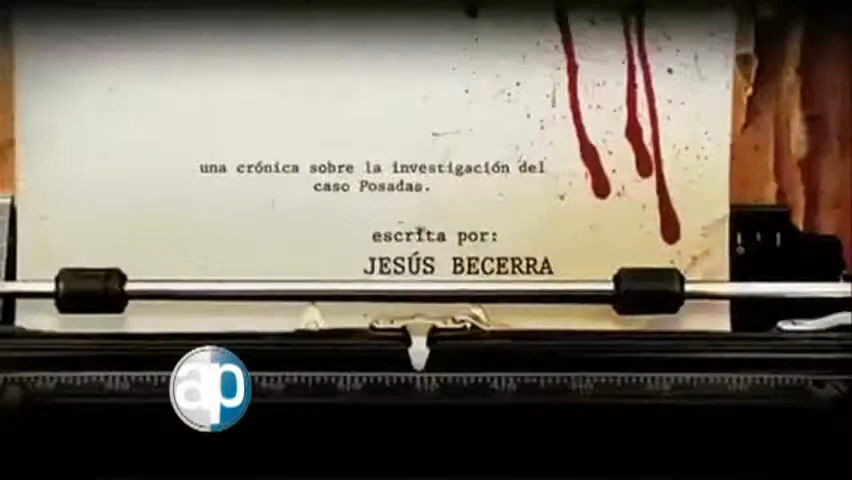 una crónica sobre la investigación del
caso Posadas.
escrita por:
JESÚS BECERRA
ap